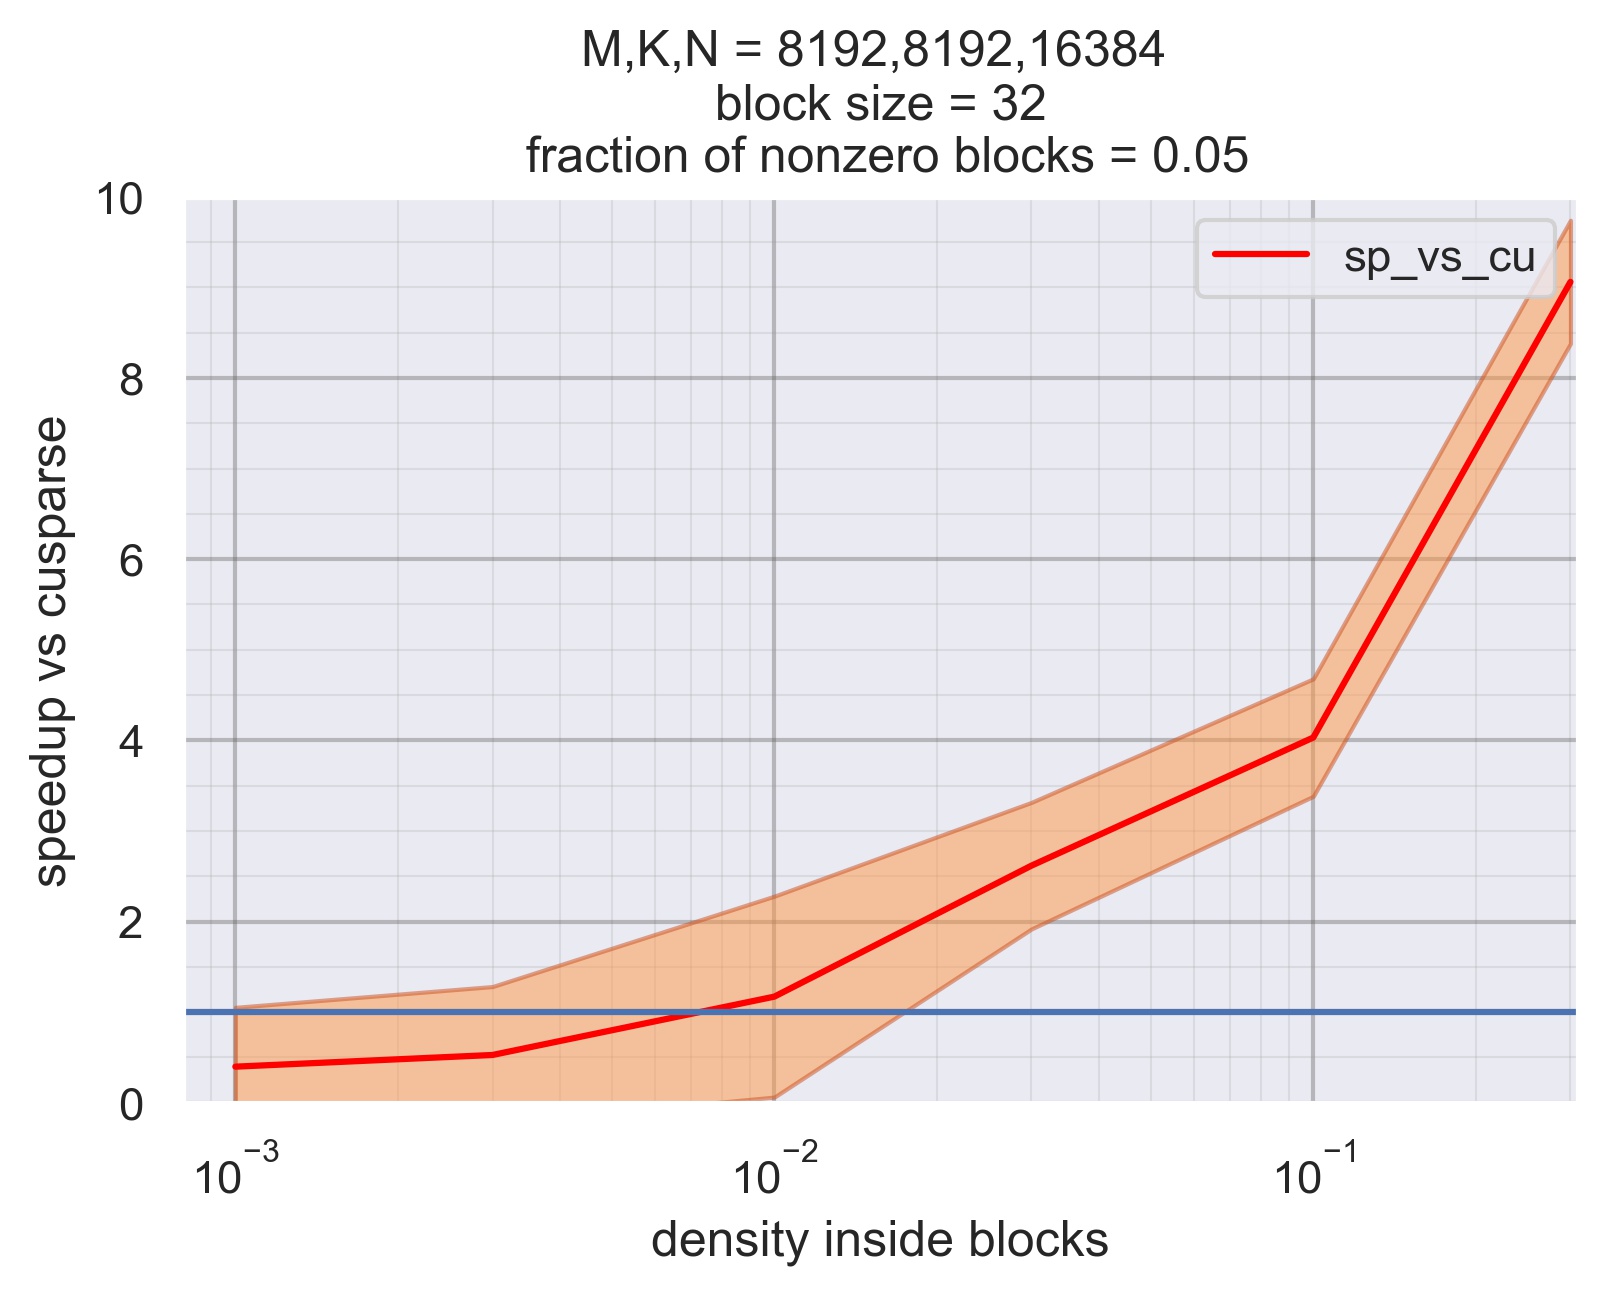 M,K,N = 8192,8192,16384
block size = 32
fraction of nonzero blocks = 0.05
10
8
6
4
2
0
speedup vs cusparse
sp_vs_cu
10⁻³
10⁻²
10⁻¹
density inside blocks